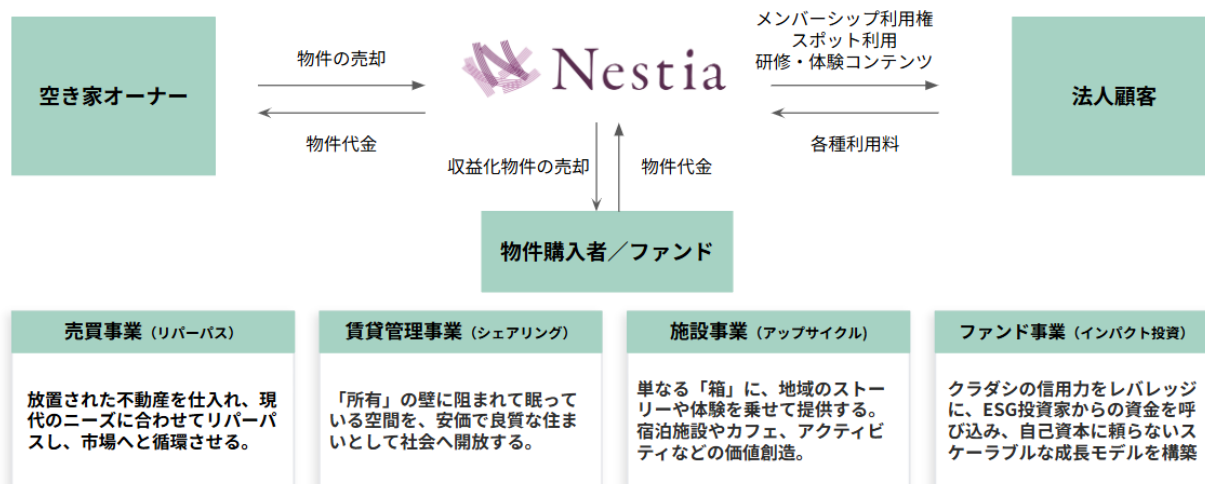 メンバーシップ利用権
スポット利用
研修・体験コンテンツ
物件の売却
Nestia
空き家オーナー
法人顧客
物件代金
各種利用料
収益化物件の売却
物件代金
物件購入者／ファンド
売買事業（リパーパス）
放置された不動産を仕入れ、現
代のニーズに合わせてリパーパ
スし、市場へと循環させる。
賃貸管理事業（シェアリング）
「所有」の壁に阻まれて眠って
いる空間を、安価で良質な住ま
いとして社会へ開放する。
施設事業（アップサイクル)
単なる「箱」に、地域のストー
リーや体験を乗せて提供する。
宿泊施設やカフェ、アクティビ
ティなどの価値創造。
ファンド事業（インパクト投資）
クラダシの信用力をレバレッジ
に、ESG投資家からの資金を呼
び込み、自己資本に頼らないス
ケーラブルな成長モデルを構築